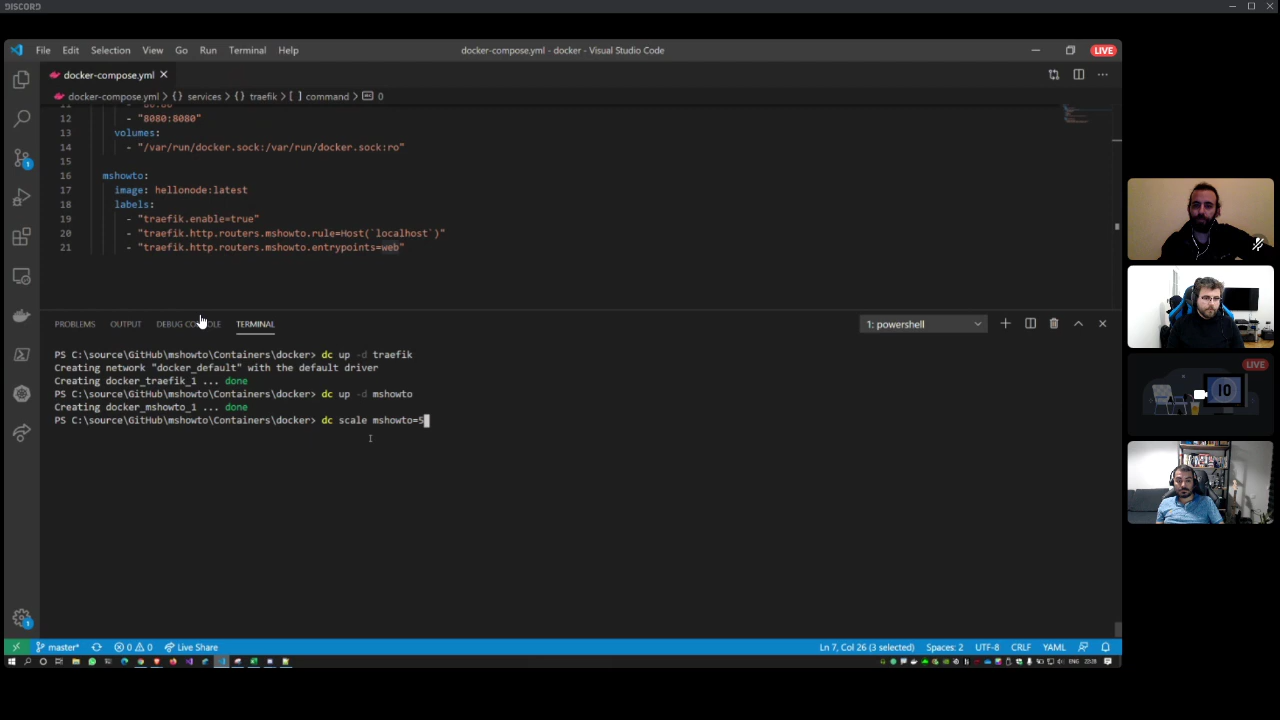 DISCORD
File Edit Selection View Go Run Terminal Help
docker-compose.yml - docker - Visual Studio Code
LIVE
docker-compose.yml
docker-compose.yml > {} services > {} traefik > [ ] command > abc 0
12 - "8080:8080"
13 volumes:
14 - "/var/run/docker.sock:/var/run/docker.sock:ro"
15
16 mshowto:
17 image: hellonode:latest
18 labels:
19 - "traefik.enable=true"
20 - "traefik.http.routers.mshowto.rule=Host(`localhost`)"
21 - "traefik.http.routers.mshowto.entrypoints=web"
PROBLEMS OUTPUT DEBUG CONSOLE TERMINAL
1: powershell
PS C:\source\GitHub\mshowto\Containers\docker> dc up -d traefik
Creating network "docker_default" with the default driver
Creating docker_traefik_1 ... done
PS C:\source\GitHub\mshowto\Containers\docker> dc up -d mshowto
Creating docker_mshowto_1 ... done
PS C:\source\GitHub\mshowto\Containers\docker> dc scale mshowto=5
LIVE
10
master* 0 0 Live Share
Ln 7, Col 26 (3 selected) Spaces: 2 UTF-8 CRLF YAML
ENG